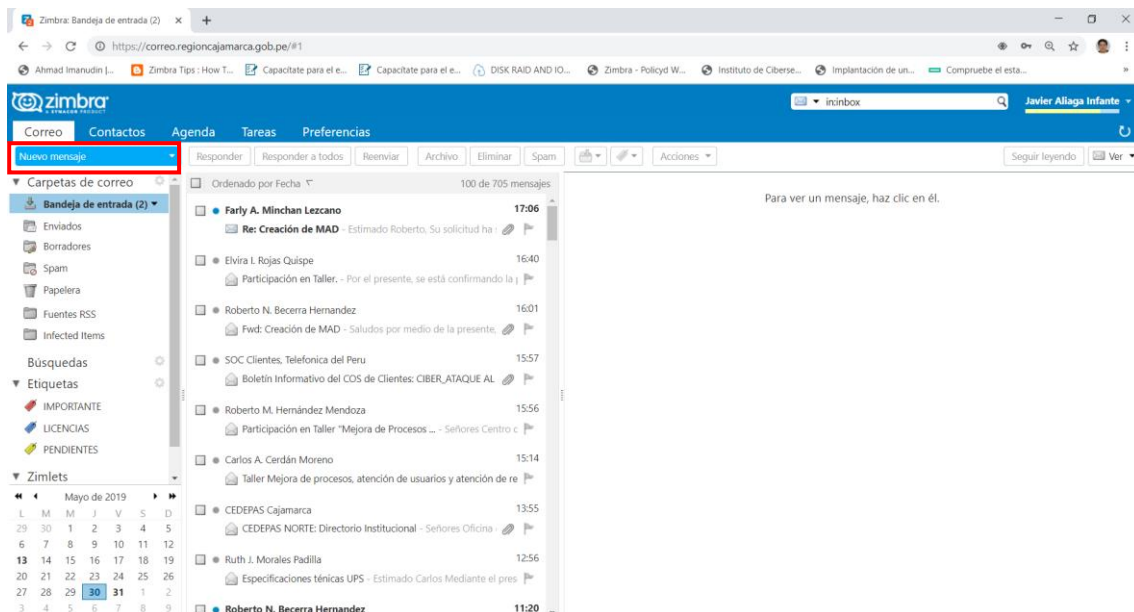 Zimbra: Bandeja de entrada (2)
https://correo.regioncajamarca.gob.pe/#1
Ahmad Imanudin |... Zimbra Tips : How T... Capacítate para el e... Capacítate para el e... DISK RAID AND IO... Zimbra - Policyd W... Instituto de Ciberse... Implantación de un... Compruebe el esta... »
zimbra
A SYNACOR PRODUCT
in:inbox
Javier Aliaga Infante
Correo Contactos Agenda Tareas Preferencias
Nuevo mensaje
Responder Responder a todos Reenviar Archivo Eliminar Spam Acciones Seguir leyendo Ver
Carpetas de correo
Bandeja de entrada (2)
Enviados
Borradores
Spam
Papelera
Fuentes RSS
Infected Items
Búsquedas
Etiquetas
IMPORTANTE
LICENCIAS
PENDIENTES
Zimlets
Mayo de 2019
L M M J V S D
29 30 1 2 3 4 5
6 7 8 9 10 11 12
13 14 15 16 17 18 19
20 21 22 23 24 25 26
27 28 29 30 31 1 2
3 4 5 6 7 8 9
Ordenado por Fecha 100 de 705 mensajes
Farly A. Minchan Lezcano 17:06
Re: Creación de MAD - Estimado Roberto, Su solicitud ha
Elvira I. Rojas Quispe 16:40
Participación en Taller. - Por el presente, se está confirmando la
Roberto N. Becerra Hernandez 16:01
Fwd: Creación de MAD - Saludos por medio de la presente,
SOC Clientes, Telefonica del Peru 15:57
Boletín Informativo del COS de Clientes: CIBER_ATAQUE AL
Roberto M. Hernández Mendoza 15:56
Participación en Taller "Mejora de Procesos ... - Señores Centro c
Carlos A. Cerdán Moreno 15:14
Taller Mejora de procesos, atención de usuarios y atención de re
CEDEPAS Cajamarca 13:55
CEDEPAS NORTE: Directorio Institucional - Señores Oficina
Ruth J. Morales Padilla 12:56
Especificaciones ténicas UPS - Estimado Carlos Mediante el pres
Roberto N. Becerra Hernandez 11:20
Para ver un mensaje, haz clic en él.